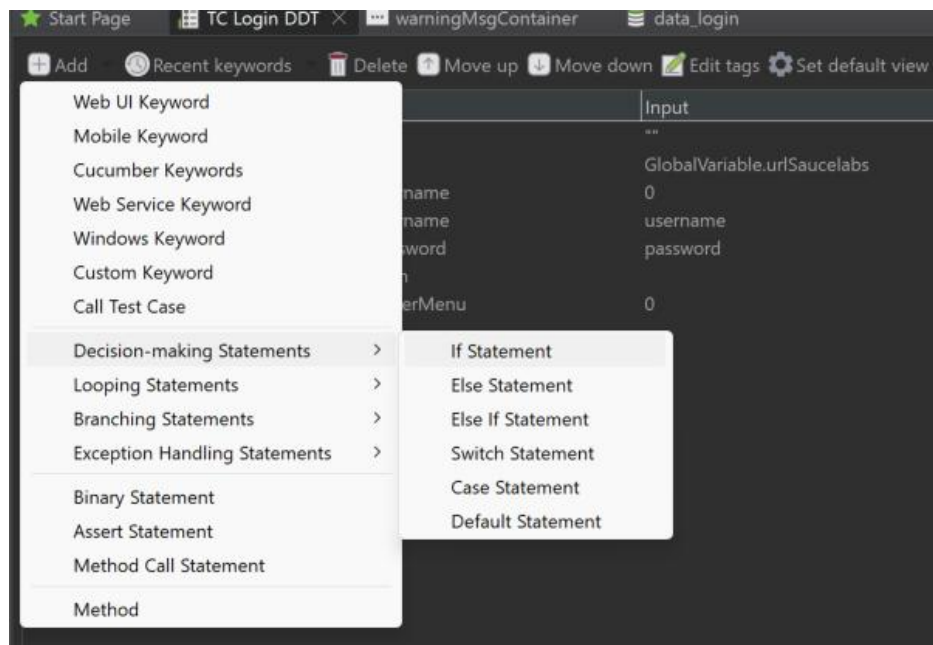 Start Page TC Login DDT warningMsgContainer data_login
Add Recent keywords Delete Move up Move down Edit tags Set default view
Input
""
GlobalVariable.urlSaucelabs
name 0
name username
sword password
erMenu 0
Web UI Keyword
Mobile Keyword
Cucumber Keywords
Web Service Keyword
Windows Keyword
Custom Keyword
Call Test Case
Decision-making Statements >
Looping Statements >
Branching Statements >
Exception Handling Statements >
Binary Statement
Assert Statement
Method Call Statement
Method
If Statement
Else Statement
Else If Statement
Switch Statement
Case Statement
Default Statement